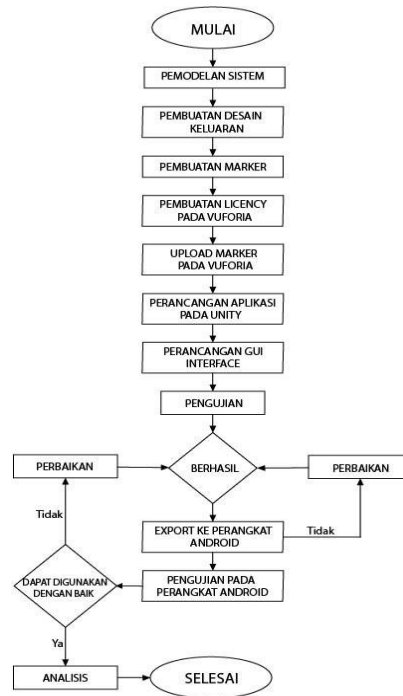 MULAI
PEMODELAN SISTEM
PEMBUATAN DESAIN
KELUARAN
PEMBUATAN MARKER
PEMBUATAN LICENCY
PADA VUFORIA
UPLOAD MARKER
PADA VUFORIA
PERANCANGAN APLIKASI
PADA UNITY
PERANCANGAN GUI
INTERFACE
PENGUJIAN
PERBAIKAN
BERHASIL
PERBAIKAN
Tidak
EXPORT KE PERANGKAT
ANDROID
Tidak
DAPAT DIGUNAKAN
DENGAN BAIK
PENGUJIAN PADA
PERANGKAT ANDROID
Ya
ANALISIS
SELESAI